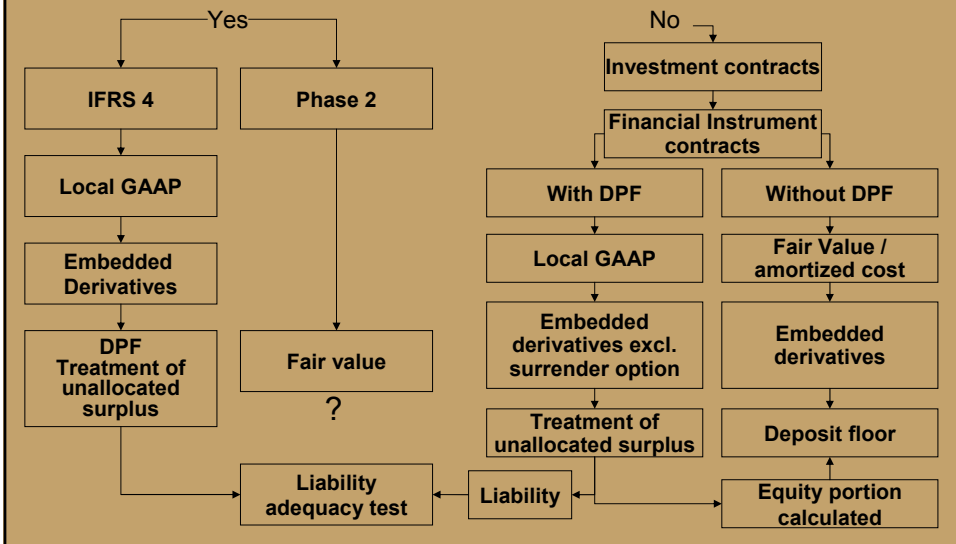 Yes
No
IFRS 4
Phase 2
Investment contracts
Financial Instrument
contracts
Local GAAP
With DPF
Without DPF
Embedded
Derivatives
Local GAAP
Fair Value /
amortized cost
DPF
Treatment of
unallocated
surplus
Fair value
?
Embedded
derivatives excl.
surrender option
Embedded
derivatives
Treatment of
unallocated surplus
Deposit floor
Liability
adequacy test
Liability
Equity portion
calculated